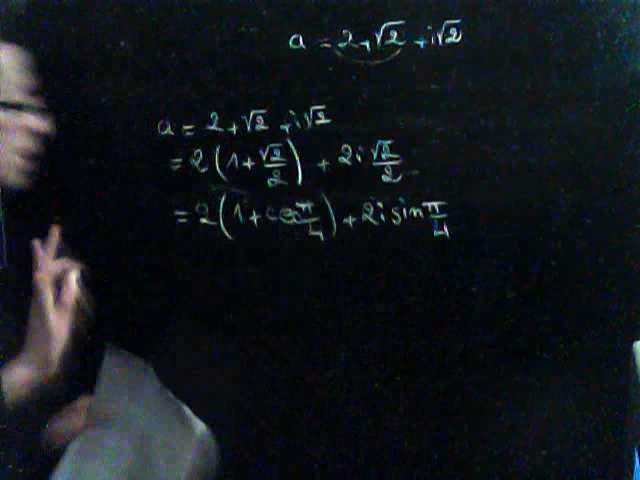 a = 2 + √2 + i√2
a = 2 + √2 + i√2
= 2(1 + √2/2) + 2i √2/2
= 2(1 + cos π/4) + 2i sin π/4